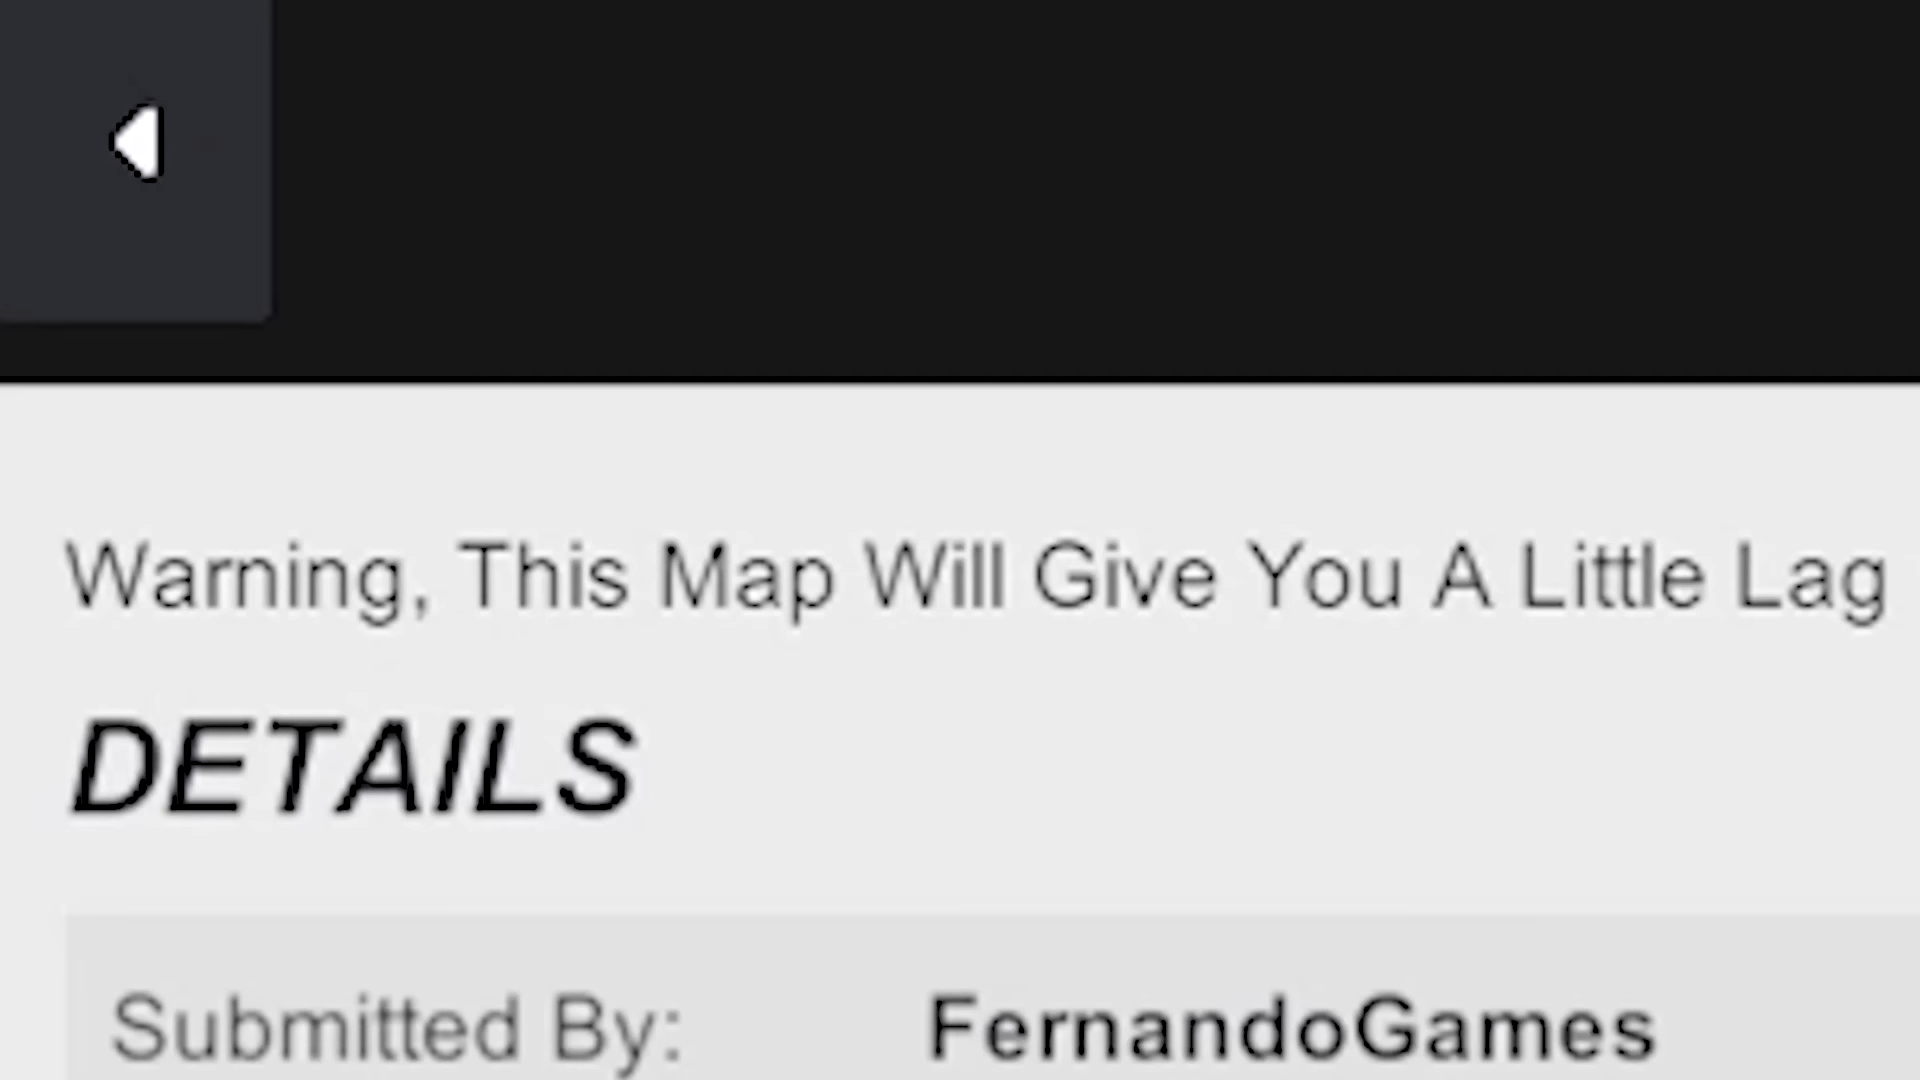 Warning, This Map Will Give You A Little Lag
DETAILS
Submitted By: FernandoGames